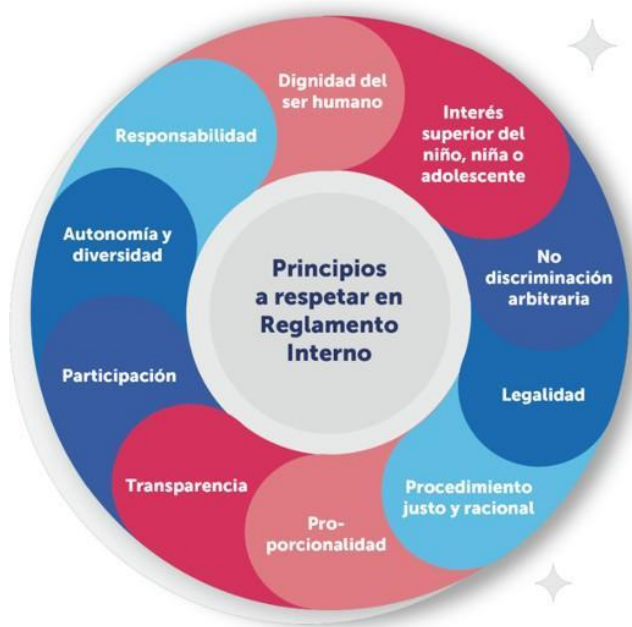 Principios
a respetar en
Reglamento
Interno
Dignidad del
ser humano
Interés
superior del
niño, niña o
adolescente
No
discriminación
arbitraria
Legalidad
Procedimiento
justo y racional
Pro-
porcionalidad
Transparencia
Participación
Autonomía y
diversidad
Responsabilidad